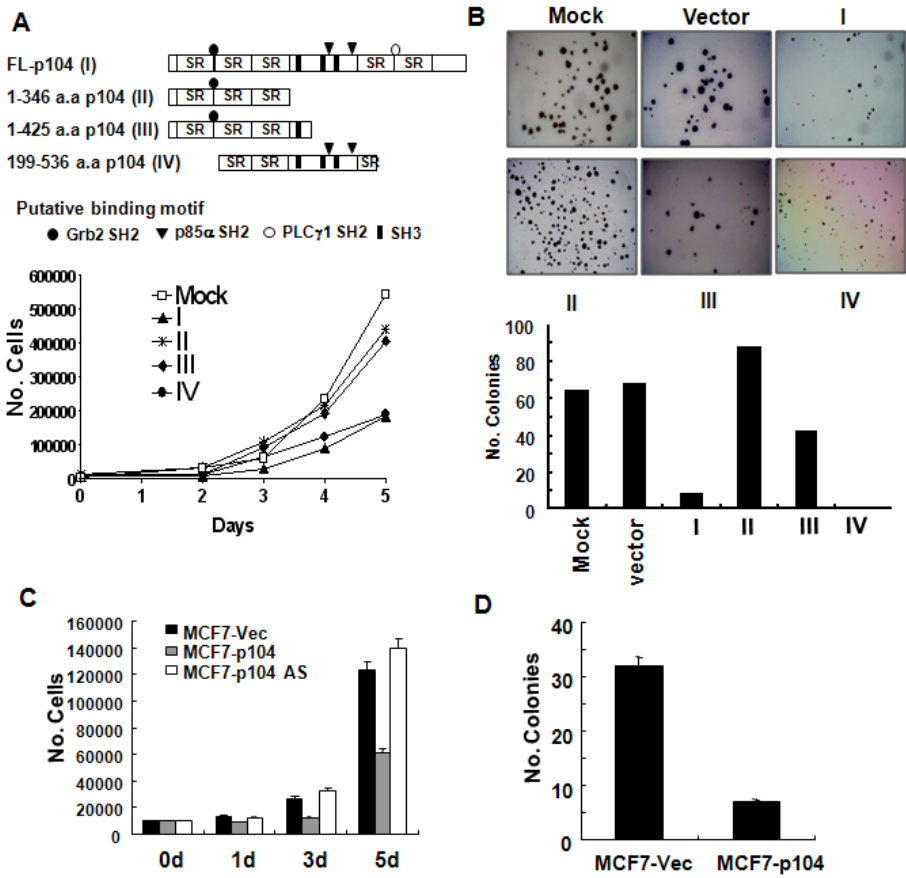 A
FL-p104 (I)
SR SR SR SR SR
1-346 a.a p104 (II)
SR SR SR
1-425 a.a p104 (III)
SR SR SR
199-536 a.a p104 (IV)
SR SR SR
Putative binding motif
Grb2 SH2 p85α SH2 PLCγ1 SH2 SH3
No. Cells
600000
500000
400000
300000
200000
100000
0
Mock
I
II
III
IV
0 1 2 3 4 5
Days
B
Mock Vector I
II III IV
No. Colonies
100
80
60
40
20
0
Mock vector I II III IV
C
No. Cells
160000
140000
120000
100000
80000
60000
40000
20000
0
MCF7-Vec
MCF7-p104
MCF7-p104 AS
0d 1d 3d 5d
D
No. Colonies
40
30
20
10
0
MCF7-Vec MCF7-p104